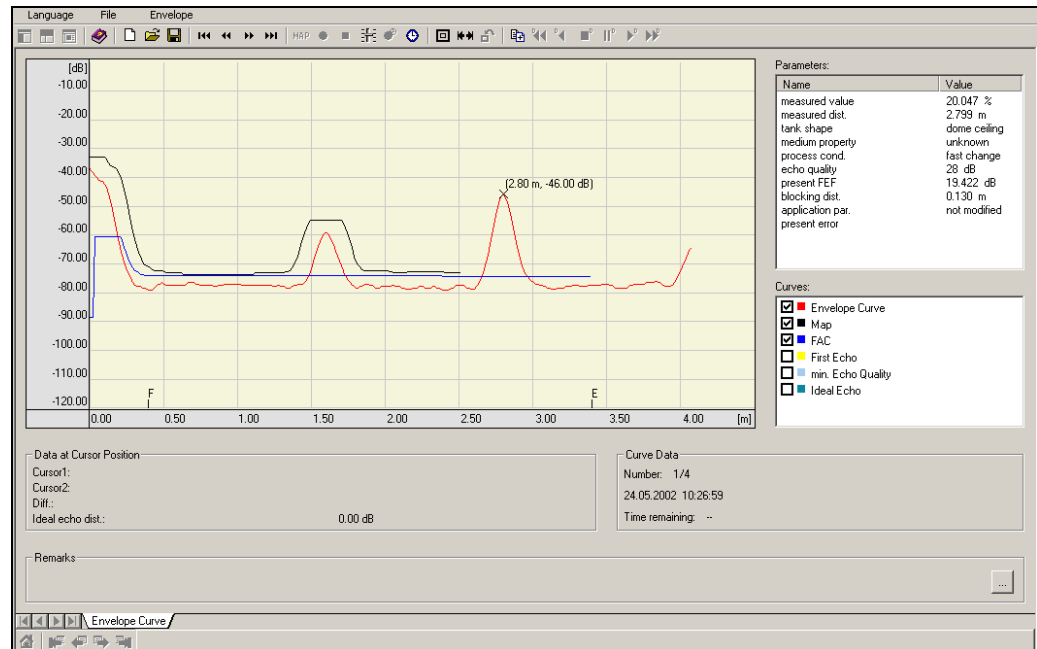 Language File Envelope
MAP
[dB]
-10.00
-20.00
-30.00
-40.00
-50.00
-60.00
-70.00
-80.00
-90.00
-100.00
-110.00
-120.00
(2.80 m, -46.00 dB)
F E
0.00 0.50 1.00 1.50 2.00 2.50 3.00 3.50 4.00 [m]
Parameters:
Name Value
measured value 20.047 %
measured dist. 2.799 m
tank shape dome ceiling
medium property unknown
process cond. fast change
echo quality 28 dB
present FEF 19.422 dB
blocking dist. 0.130 m
application par. not modified
present error
Curves:
Envelope Curve
Map
FAC
First Echo
min. Echo Quality
Ideal Echo
Data at Cursor Position
Cursor1:
Cursor2:
Diff.:
Ideal echo dist.: 0.00 dB
Curve Data
Number: 1/4
24.05.2002 10:26:59
Time remaining: --
Remarks
...
Envelope Curve